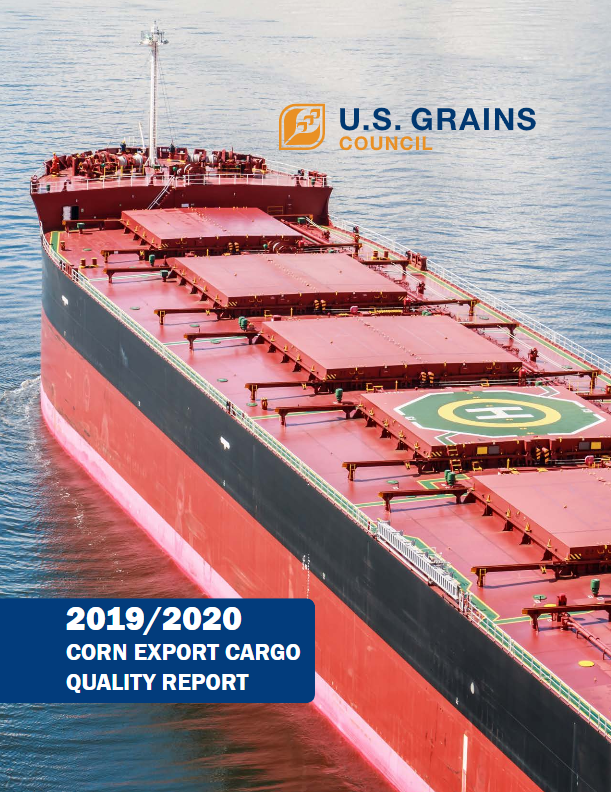 U.S. GRAINS
COUNCIL
H
2019/2020
CORN EXPORT CARGO
QUALITY REPORT